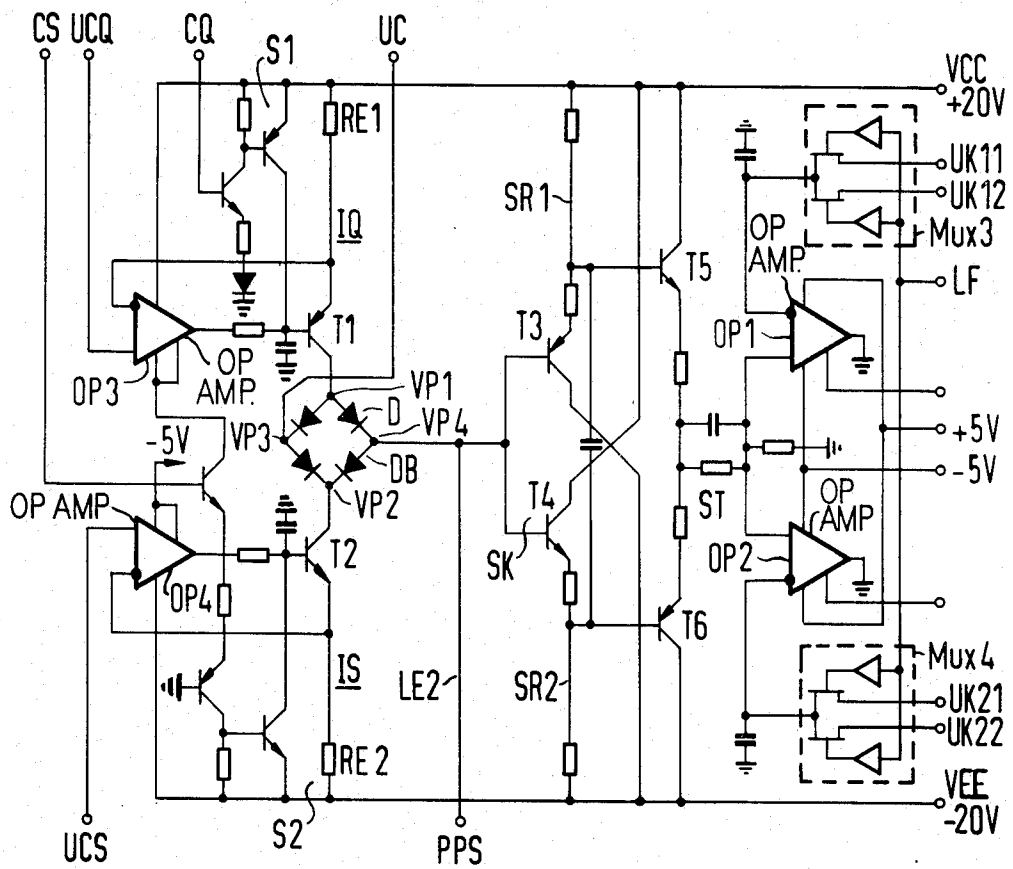 CS UCQ CQ UC
S1
VCC
+20V
RE1
UK11
UK12
SR1
Mux3
IQ
OP
AMP.
T5
LF
T3
OP1
T1
OP
AMP.
OP3
VP1
D
VP4
+5V
-5V
VP3
DB
-5V
VP2
T4
ST
OP
AMP
OP AMP
OP2
T2
SK
OP4
T6
IS
LE2
SR2
Mux4
UK21
UK22
RE2
VEE
-20V
S2
UCS
PPS